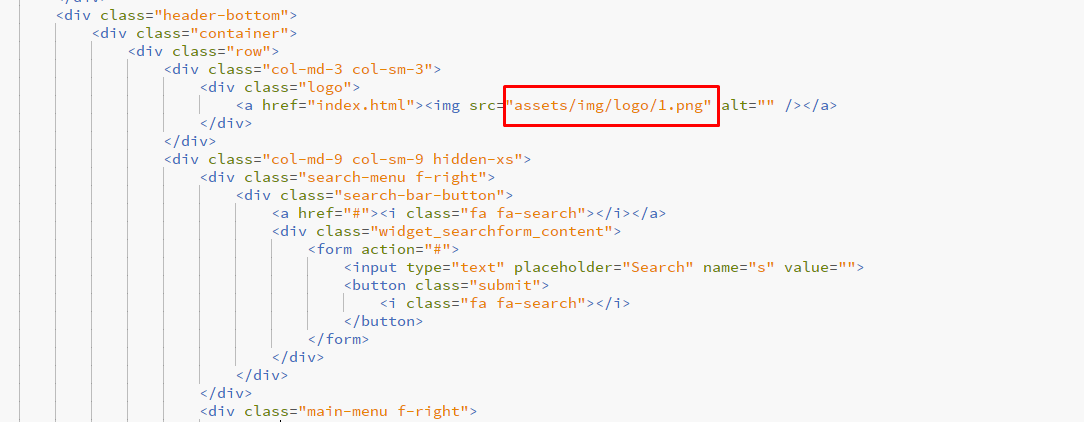 <div class="header-bottom">
<div class="container">
<div class="row">
<div class="col-md-3 col-sm-3">
<div class="logo">
<a href="index.html"><img src="assets/img/logo/1.png" alt="" /></a>
</div>
</div>
<div class="col-md-9 col-sm-9 hidden-xs">
<div class="search-menu f-right">
<div class="search-bar-button">
<a href="#"><i class="fa fa-search"></i></a>
<div class="widget_searchform_content">
<form action="#">
<input type="text" placeholder="Search" name="s" value="">
<button class="submit">
<i class="fa fa-search"></i>
</button>
</form>
</div>
</div>
</div>
<div class="main-menu f-right">